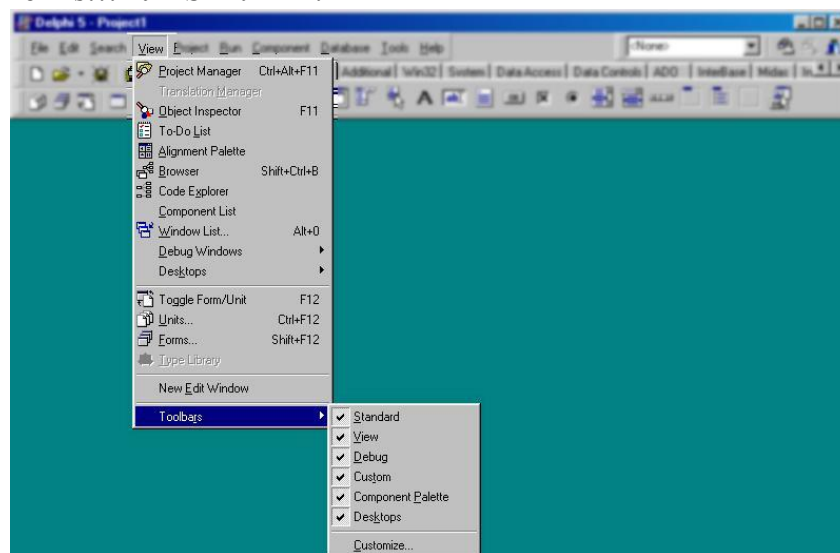 Delphi 5 - Project1
File Edit Search View Project Run Component Database Tools Help
<None>
Additional Win32 System Data Access Data Controls ADO InterBase Midas
Project Manager Ctrl+Alt+F11
Translation Manager
Object Inspector F11
To-Do List
Alignment Palette
Browser Shift+Ctrl+B
Code Explorer
Component List
Window List... Alt+0
Debug Windows
Desktops
Toggle Form/Unit F12
Units... Ctrl+F12
Forms... Shift+F12
Type Library
New Edit Window
Toolbars
Standard
View
Debug
Custom
Component Palette
Desktops
Customize...